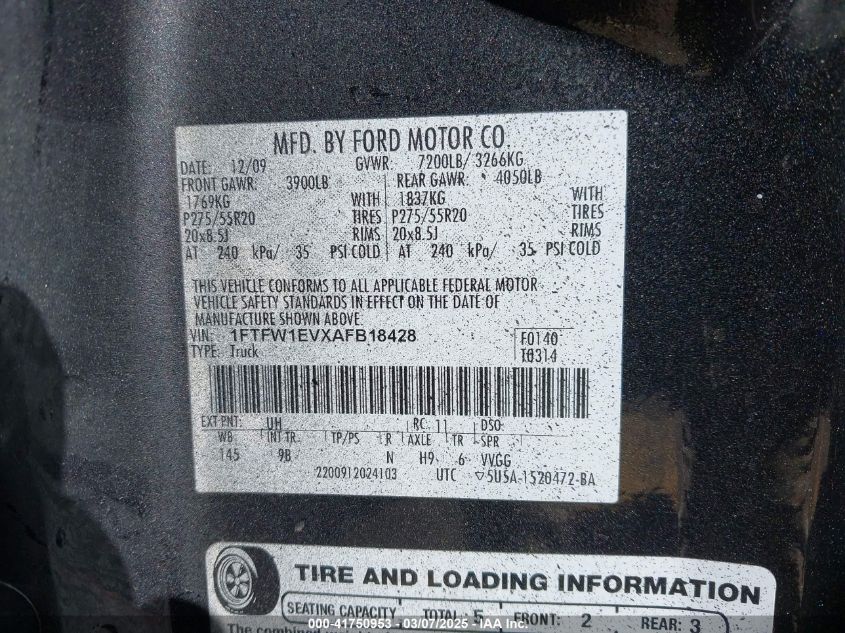 MFD. BY FORD MOTOR CO.
DATE: 12/09 GVWR: 7200LB/ 3266KG
FRONT GAWR: 3900LB REAR GAWR: 4050LB
1769KG WITH 1837KG WITH
P275/55R20 TIRES P275/55R20 TIRES
20x8.5J RIMS 20x8.5J RIMS
AT 240 kPa/ 35 PSI COLD AT 240 kPa/ 35 PSI COLD
THIS VEHICLE CONFORMS TO ALL APPLICABLE FEDERAL MOTOR
VEHICLE SAFETY STANDARDS IN EFFECT ON THE DATE OF
MANUFACTURE SHOWN ABOVE.
VIN: 1FTFW1EVXAFB18428 F0140
TYPE: Truck T0314
EXT PNT: UH RC: 11 DSO:
WB INT TR TP/PS R AXLE TR SPR
145 9B N H9 6 VVGG
2200912024103 UTC ▽5U5A-1520472-BA
TIRE AND LOADING INFORMATION
SEATING CAPACITY TOTAL 5 FRONT: 2 REAR: 3
The combined
000-41750953 — 03/07/2025 — IAA Inc.